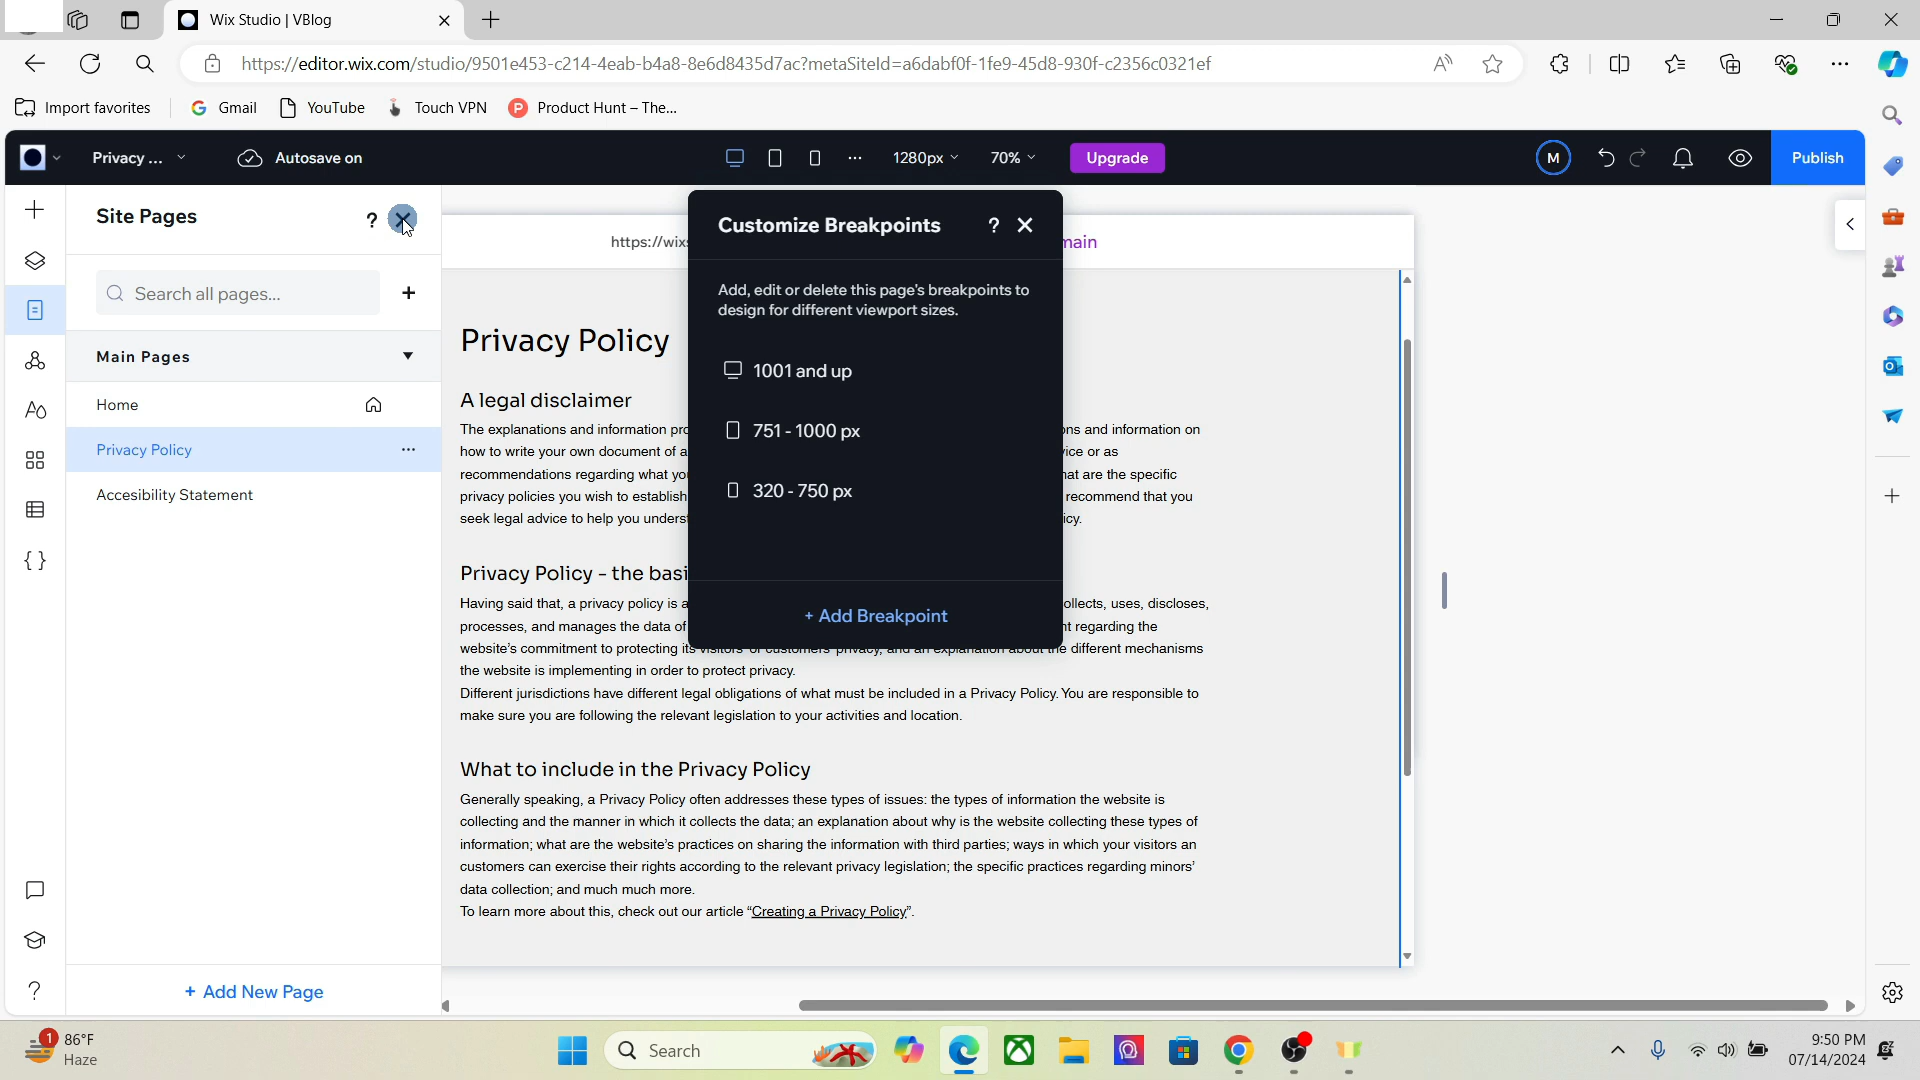 Wix Studio | VBlog
https://editor.wix.com/studio/9501e453-c214-4eab-b4a8-8e6d8435d7ac?metaSiteId=a6dabf0f-1fe9-45d8-930f-c2356c0321ef
Import favorites
Gmail
YouTube
Touch VPN
Product Hunt – The...
Privacy ...
Autosave on
1280px
70%
Upgrade
M
Publish
Site Pages
?
Search all pages...
Main Pages
Home
Privacy Policy
Accesibility Statement
+ Add New Page
Customize Breakpoints
?
Add, edit or delete this page's breakpoints to
design for different viewport sizes.
1001 and up
751 - 1000 px
320 - 750 px
+ Add Breakpoint
https://wix
Privacy Policy
A legal disclaimer
The explanations and information and information on
how to write your own document of as
recommendations regarding what are the specific
privacy policies you wish to establish recommend that you
seek legal advice to help you
Privacy Policy - the
Having said that, a privacy policy is uses, discloses,
processes, and manages the data of regarding the
website's commitment to protecting its visitors' or customers' privacy, and an explanation about the different mechanisms
the website is implementing in order to protect privacy.
Different jurisdictions have different legal obligations of what must be included in a Privacy Policy. You are responsible to
make sure you are following the relevant legislation to your activities and location.
What to include in the Privacy Policy
Generally speaking, a Privacy Policy often addresses these types of issues: the types of information the website is
collecting and the manner in which it collects the data; an explanation about why is the website collecting these types of
information; what are the website's practices on sharing the information with third parties; ways in which your visitors an
customers can exercise their rights according to the relevant privacy legislation; the specific practices regarding minors'
data collection; and much much more.
To learn more about this, check out our article “Creating a Privacy Policy”.
1
86°F
Haze
Search
9:50 PM
07/14/2024